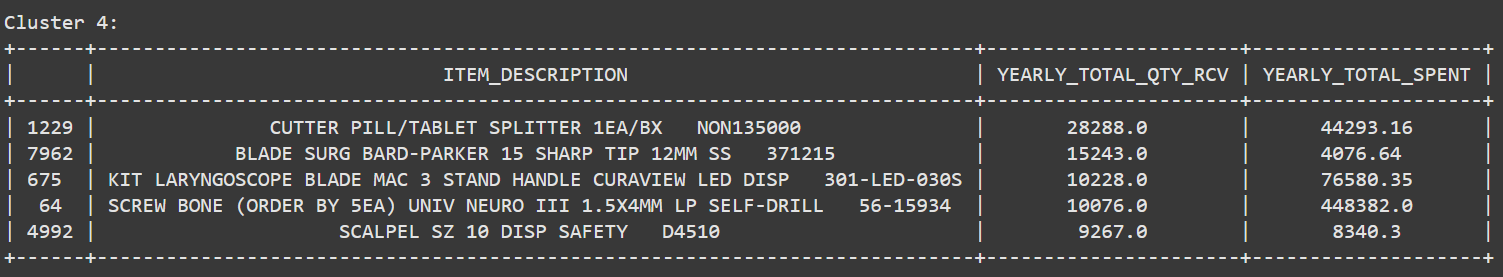 Cluster 4:
+------+----------------------------------------------------------------------+----------------------+--------------------+
| | ITEM_DESCRIPTION | YEARLY_TOTAL_QTY_RCV | YEARLY_TOTAL_SPENT |
+------+----------------------------------------------------------------------+----------------------+--------------------+
| 1229 | CUTTER PILL/TABLET SPLITTER 1EA/BX NON135000 | 28288.0 | 44293.16 |
| 7962 | BLADE SURG BARD-PARKER 15 SHARP TIP 12MM SS 371215 | 15243.0 | 4076.64 |
| 675 | KIT LARYNGOSCOPE BLADE MAC 3 STAND HANDLE CURAVIEW LED DISP 301-LED-030S | 10228.0 | 76580.35 |
| 64 | SCREW BONE (ORDER BY 5EA) UNIV NEURO III 1.5X4MM LP SELF-DRILL 56-15934 | 10076.0 | 448382.0 |
| 4992 | SCALPEL SZ 10 DISP SAFETY D4510 | 9267.0 | 8340.3 |
+------+----------------------------------------------------------------------+----------------------+--------------------+